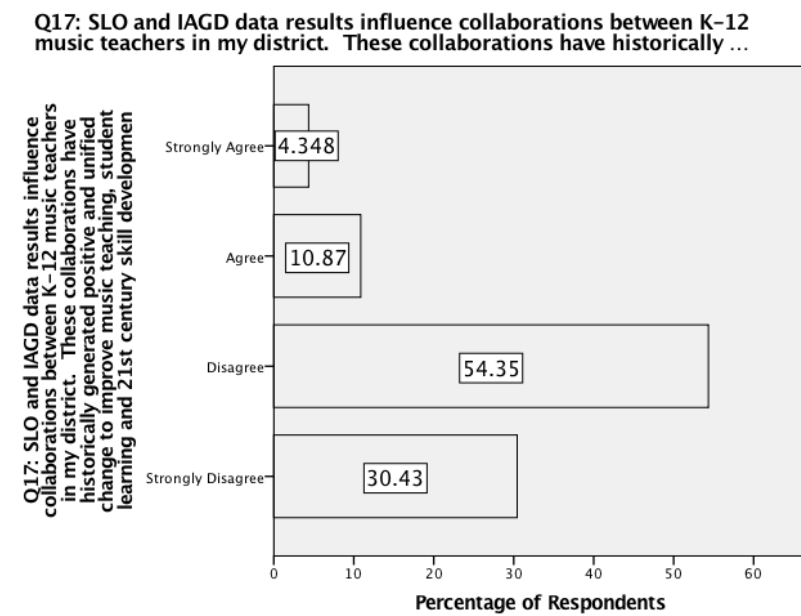 Q17: SLO and IAGD data results influence collaborations between K–12
music teachers in my district.  These collaborations have historically ...
Q17: SLO and IAGD data results influence
collaborations between K–12 music teachers
in my district.  These collaborations have
historically generated positive and unified
change to improve music teaching, student
learning and 21st century skill developmen
Strongly Agree
4.348
Agree
10.87
Disagree
54.35
Strongly Disagree
30.43
0 10 20 30 40 50 60
Percentage of Respondents